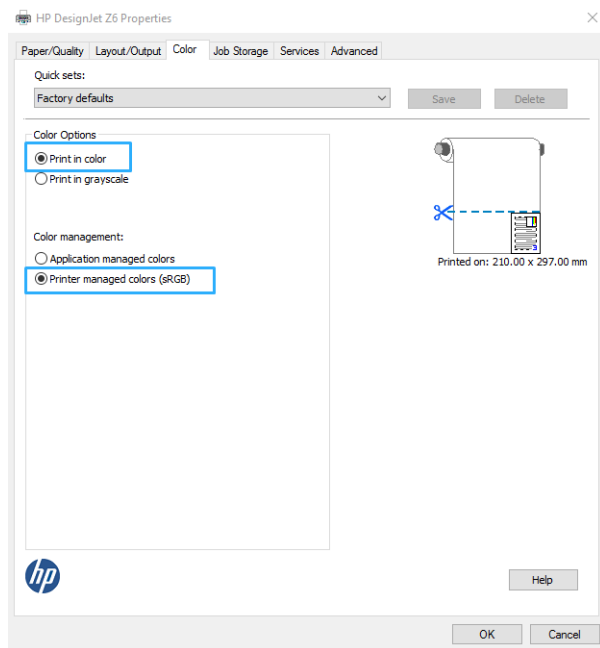 HP DesignJet Z6 Properties
Paper/Quality Layout/Output Color Job Storage Services Advanced
Quick sets:
Factory defaults
Save Delete
Color Options
Print in color
Print in grayscale
Color management:
Application managed colors
Printer managed colors (sRGB)
Printed on: 210.00 x 297.00 mm
hp
Help
OK Cancel